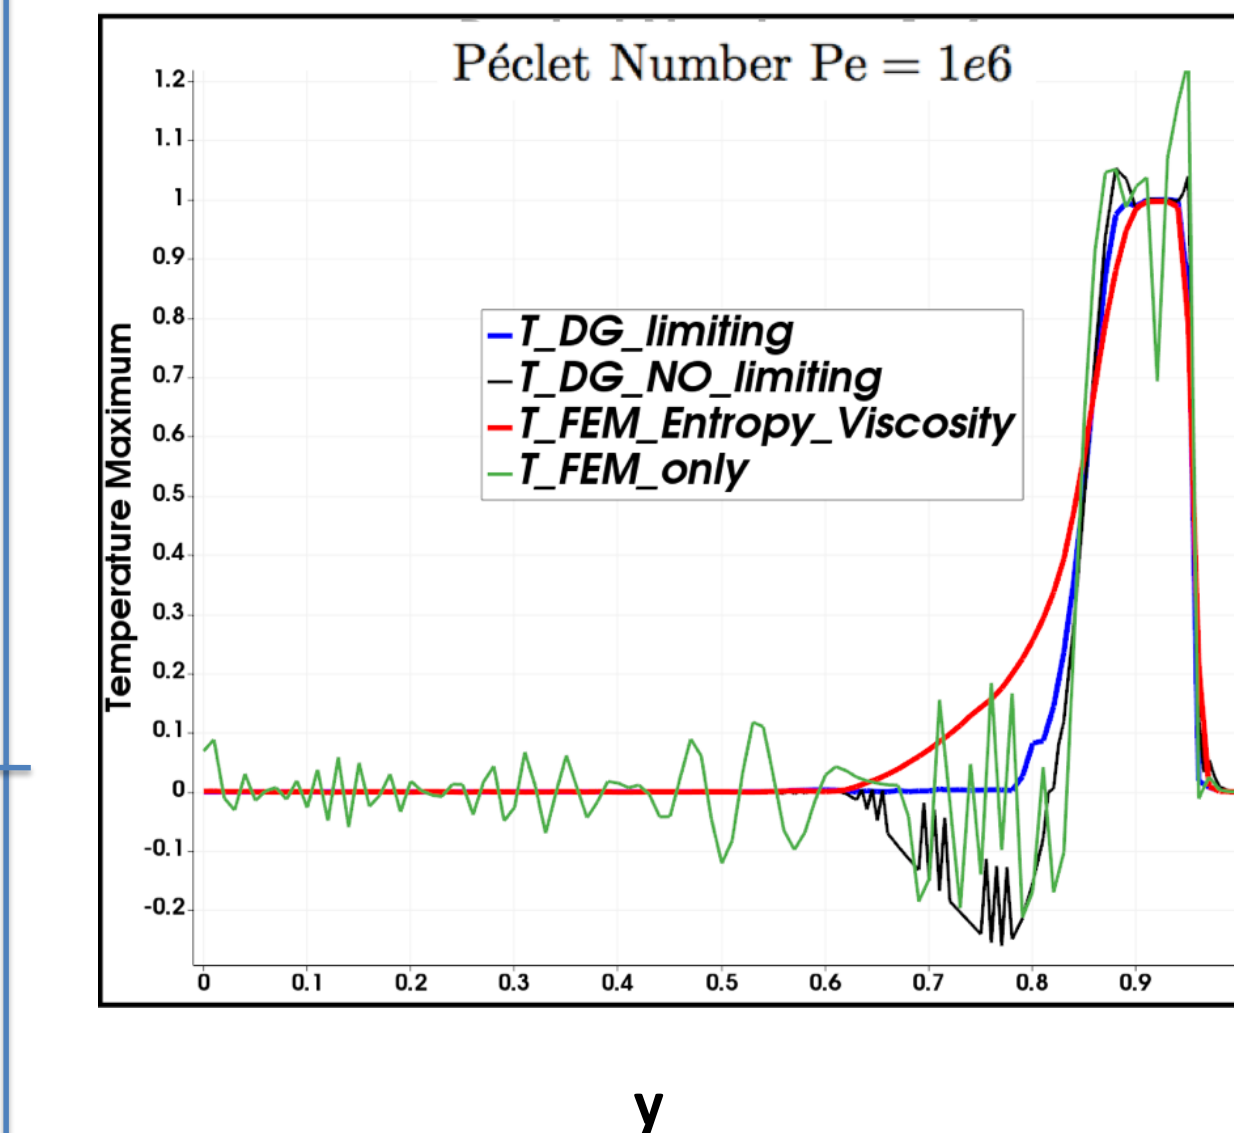 Péclet Number Pe = 1e6
1.2
1.1
1
0.9
0.8
0.7
0.6
0.5
0.4
0.3
0.2
0.1
0
-0.1
-0.2
Temperature Maximum
T_DG_limiting
T_DG_NO_limiting
T_FEM_Entropy_Viscosity
T_FEM_only
0 0.1 0.2 0.3 0.4 0.5 0.6 0.7 0.8 0.9
y